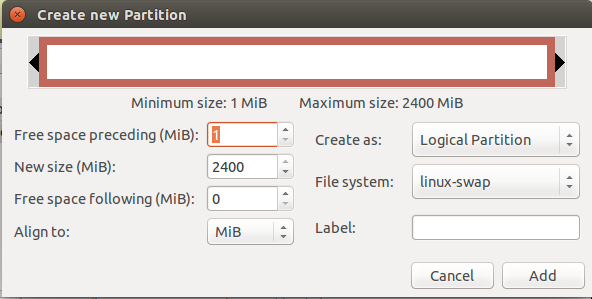 Create new Partition
Minimum size: 1 MiB Maximum size: 2400 MiB
Free space preceding (MiB): 1
Create as: Logical Partition
New size (MiB): 2400
File system: linux-swap
Free space following (MiB): 0
Label:
Align to: MiB
Cancel Add